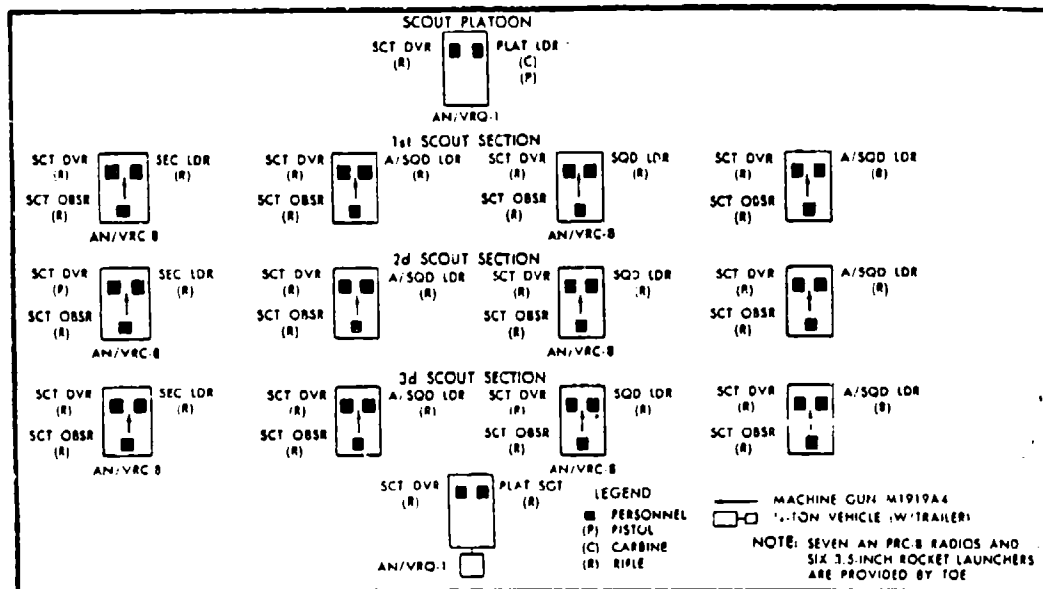 SCOUT PLATOON
SCT DVR PLAT LDR
(R) (C)
(P)
AN/VRQ-1
1st SCOUT SECTION
SCT DVR SEC LDR SCT DVR A/SQD LDR SCT DVR SQD LDR SCT DVR A/SQD LDR
(R) (R) (R) (R) (R) (R) (R) (R)
SCT OBSR SCT OBSR SCT OBSR SCT OBSR
(R) (R) (R) (R)
AN/VRC-8 AN/VRC-8
2d SCOUT SECTION
SCT DVR SEC LDR SCT DVR A/SQD LDR SCT DVR SQD LDR SCT DVR A/SQD LDR
(R) (R) (R) (R) (R) (R) (R)
SCT OBSR SCT OBSR SCT OBSR SCT OBSR
(R) (R) (R) (R)
AN/VRC-8 AN/VRC-8
3d SCOUT SECTION
SCT DVR SEC LDR SCT DVR A/SQD LDR SCT DVR SQD LDR SCT DVR A/SQD LDR
(R) (R) (R) (R) (R) (R)
SCT OBSR SCT OBSR SCT OBSR SCT OBSR
(R) (R) (R) (R)
AN/VRC-8 AN/VRC-8
SCT DVR PLAT SGT
(R) (R)
AN/VRQ-1
LEGEND
PERSONNEL
(P) PISTOL
(C) CARBINE
(R) RIFLE
MACHINE GUN M1919A4
¼-TON VEHICLE (W/TRAILER)
NOTE: SEVEN AN/PRC-8 RADIOS AND
SIX 3.5-INCH ROCKET LAUNCHERS
ARE PROVIDED BY TOE